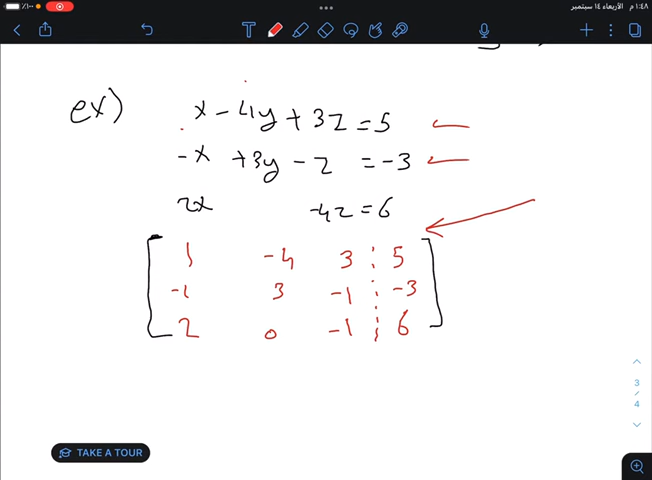 ١:٤٨ م الأربعاء ١٤ سبتمبر
٪١٠٠
ex) x - 4y + 3z = 5
-x + 3y - z = -3
2x -4z = 6
1 -4 3 5
-1 3 -1 -3
2 0 -1 6
3
/
4
TAKE A TOUR